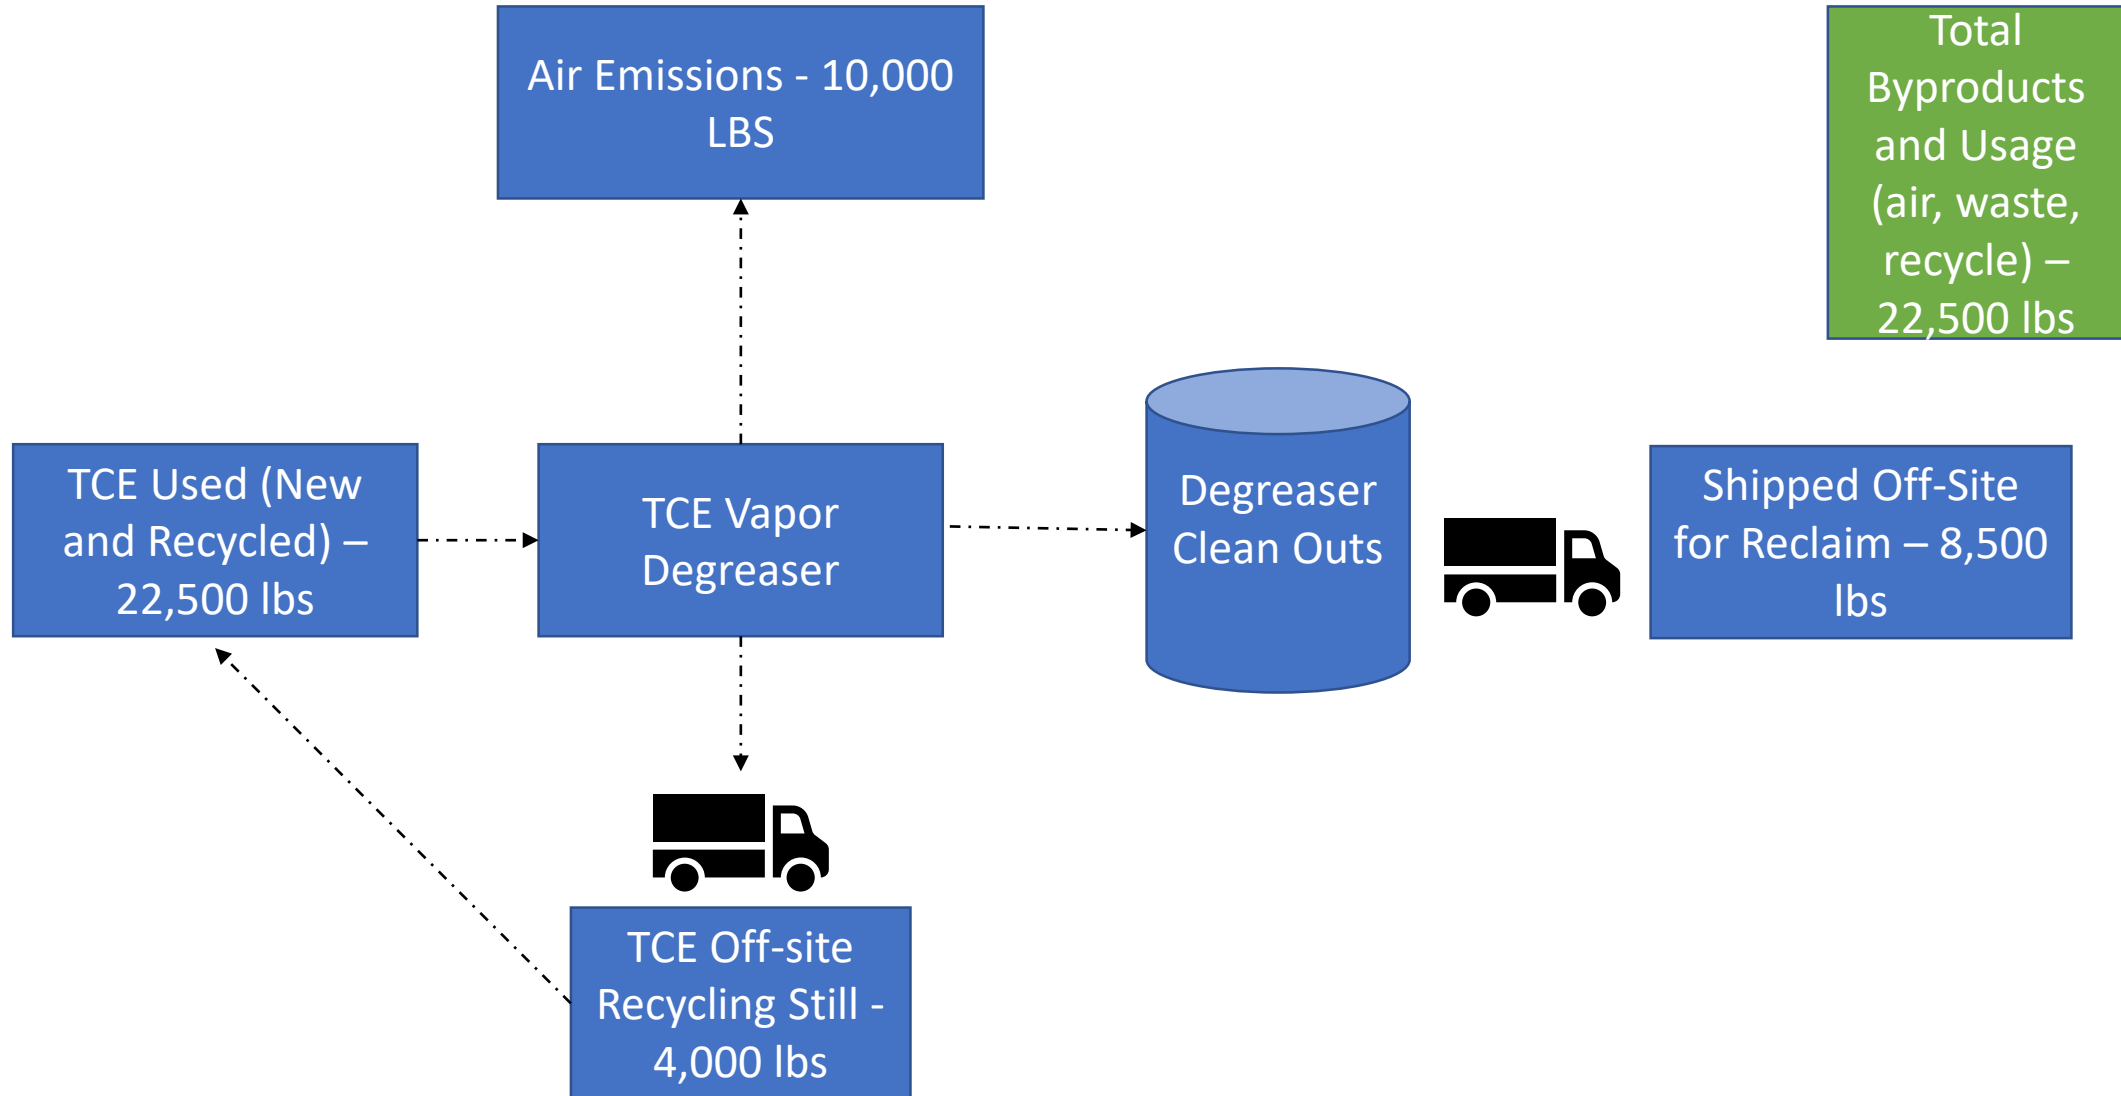 Air Emissions - 10,000
LBS
Total
Byproducts
and Usage
(air, waste,
recycle) –
22,500 lbs
TCE Used (New
and Recycled) –
22,500 lbs
TCE Vapor
Degreaser
Degreaser
Clean Outs
Shipped Off-Site
for Reclaim – 8,500
lbs
TCE Off-site
Recycling Still -
4,000 lbs